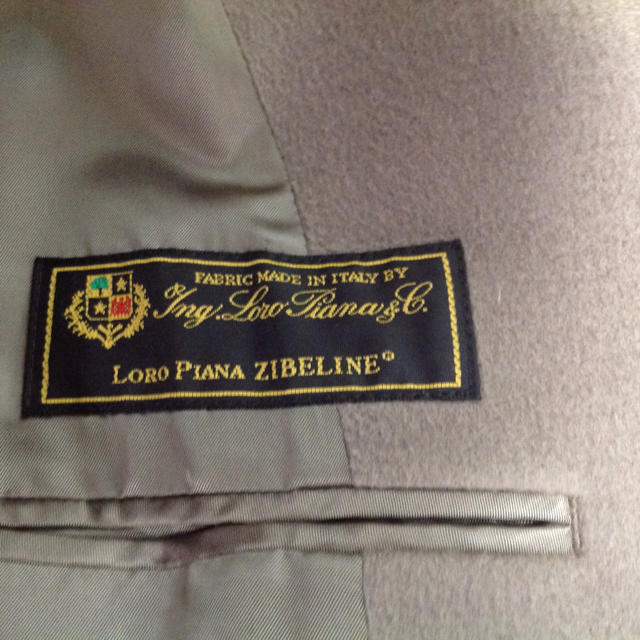 FABRIC MADE IN ITALY BY
Ing. Loro Piana & C.
LORO PIANA ZIBELINE®